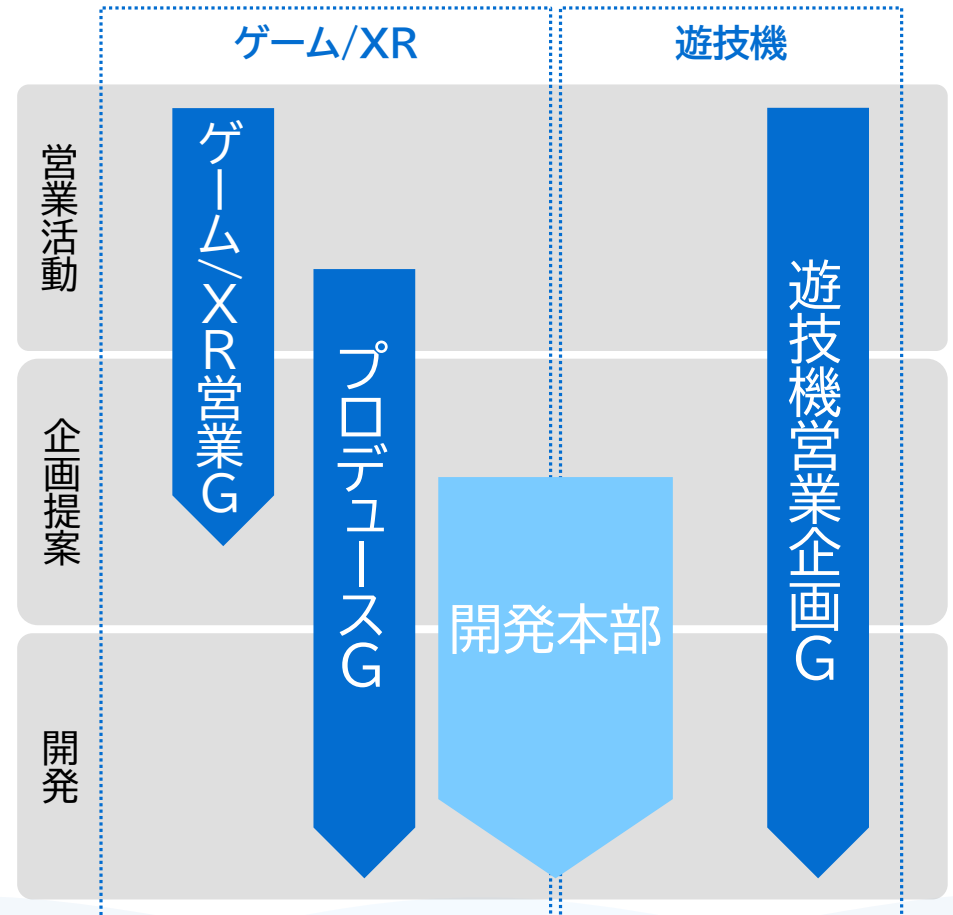 ゲーム/XR
遊技機
営業活動
企画提案
開発
ゲーム/XR営業G
プロデュースG
開発本部
遊技機営業企画G